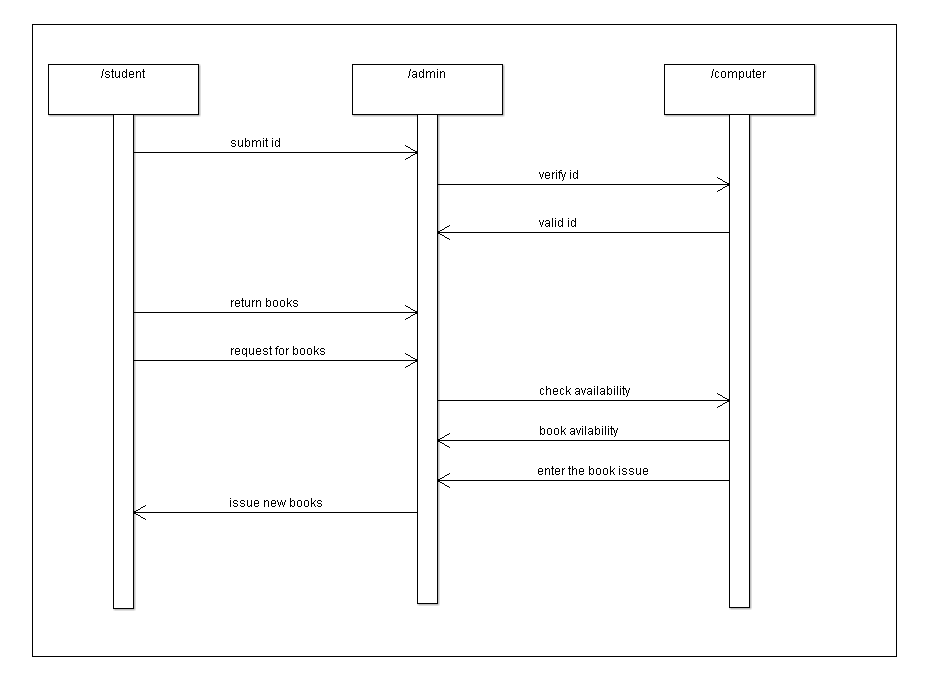 /student
/admin
/computer
submit id
verify id
valid id
return books
request for books
check availability
book avilability
enter the book issue
issue new books